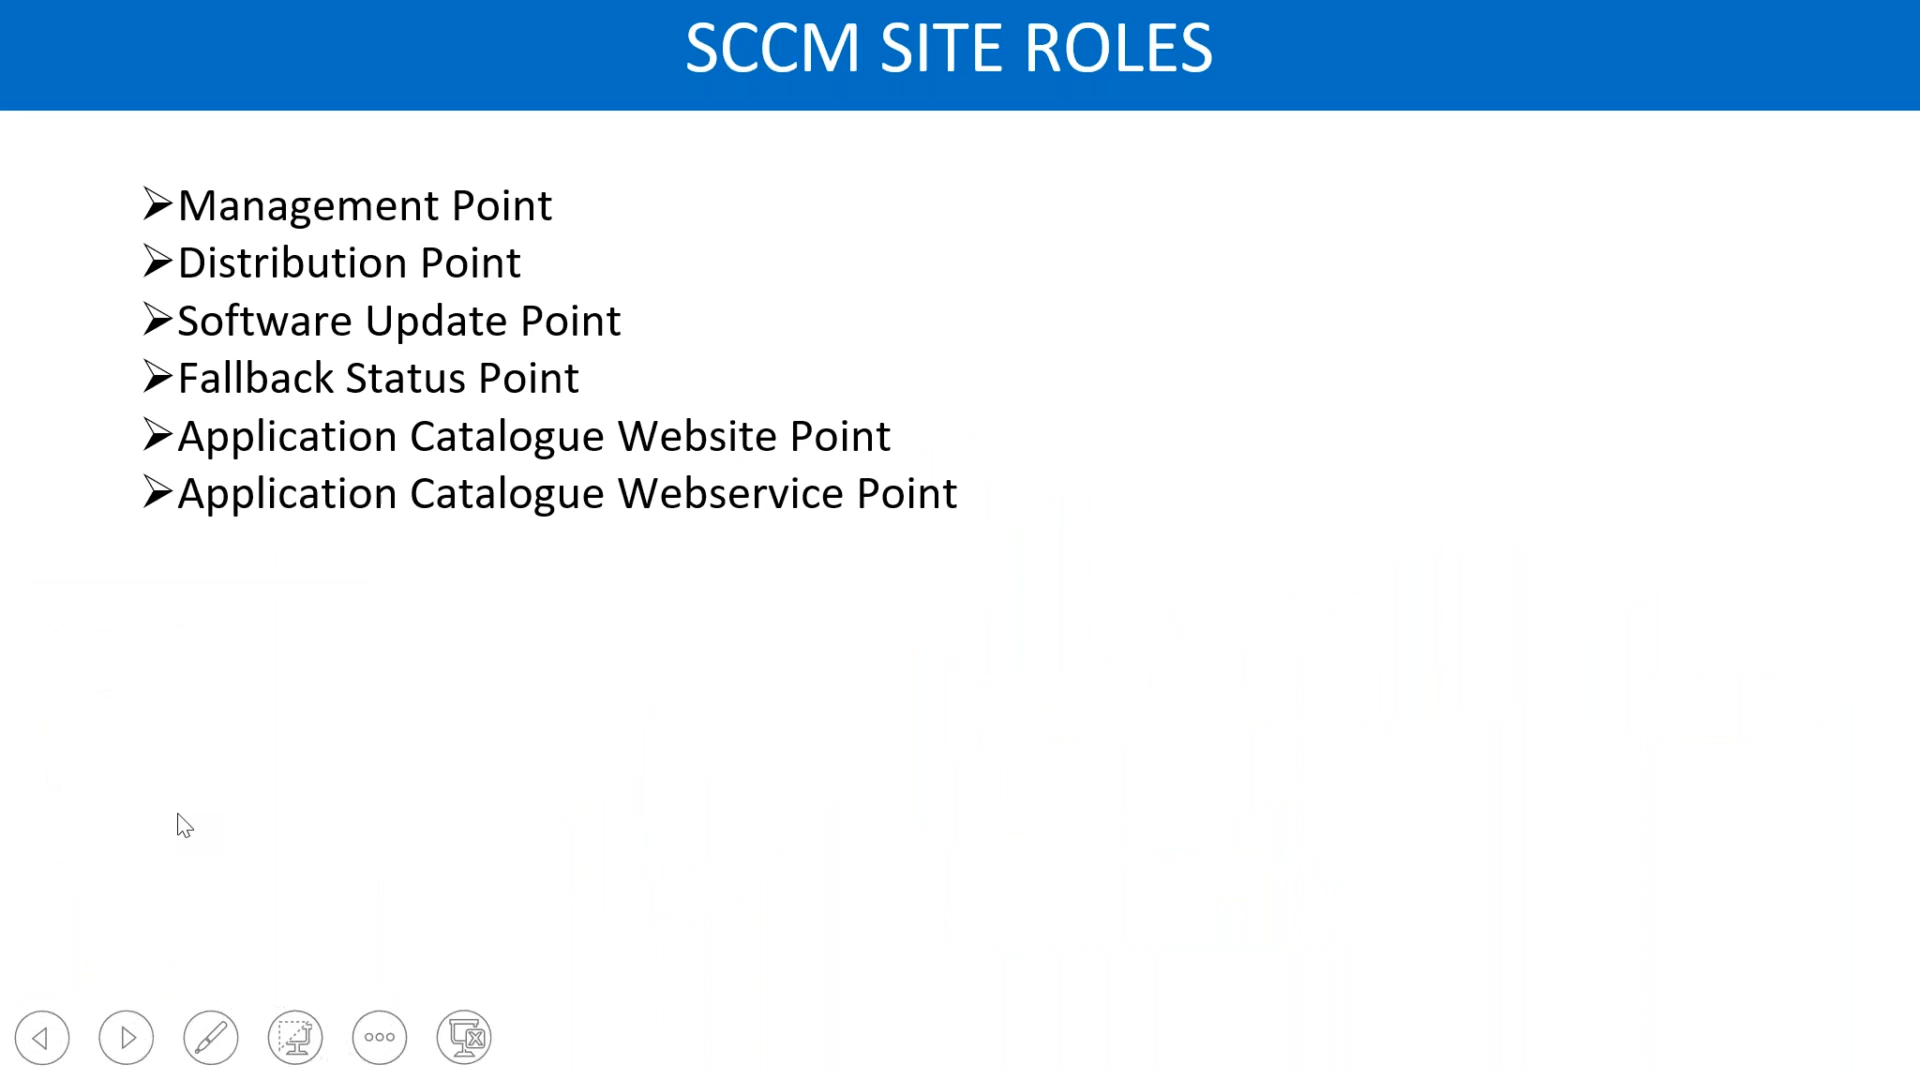 SCCM SITE ROLES
➢Management Point
➢Distribution Point
➢Software Update Point
➢Fallback Status Point
➢Application Catalogue Website Point
➢Application Catalogue Webservice Point